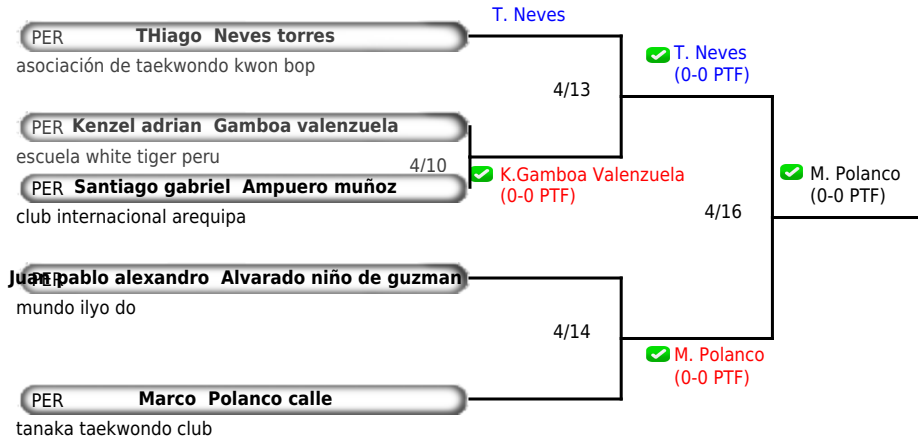 T. Neves
PER THiago Neves torres
asociación de taekwondo kwon bop
T. Neves
(0-0 PTF)
4/13
PER Kenzel adrian Gamboa valenzuela
escuela white tiger peru
4/10
K.Gamboa Valenzuela
(0-0 PTF)
M. Polanco
(0-0 PTF)
PER Santiago gabriel Ampuero muñoz
club internacional arequipa
4/16
PER Juan pablo alexandro Alvarado niño de guzman
mundo ilyo do
4/14
M. Polanco
(0-0 PTF)
PER Marco Polanco calle
tanaka taekwondo club